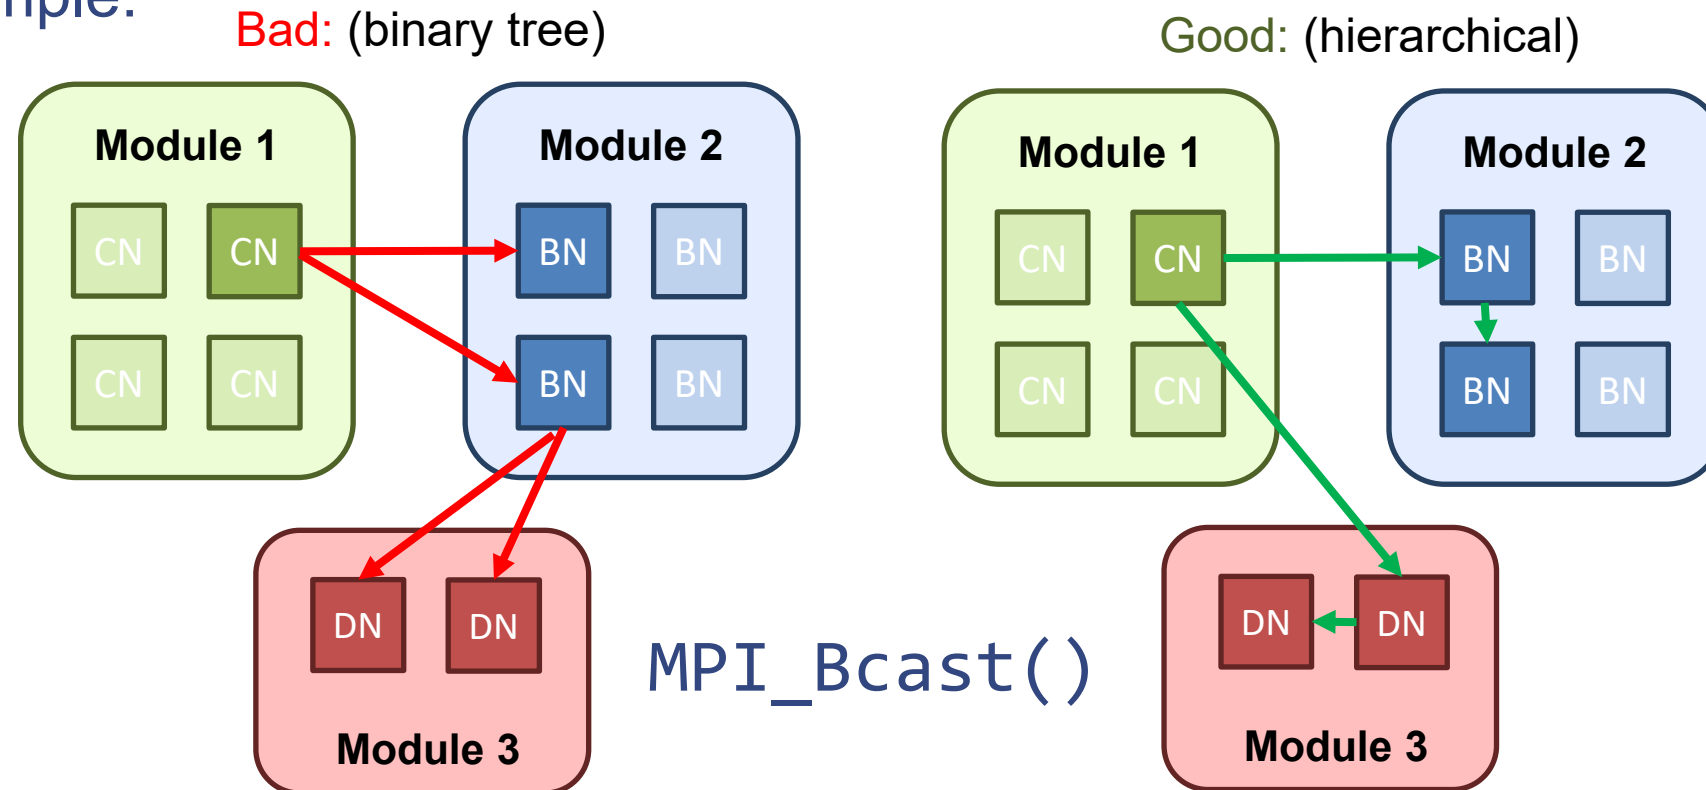 Bad: (binary tree)
Module 1
CN CN
CN CN
Module 2
BN BN
BN BN
DN DN
Module 3
MPI_Bcast()
Good: (hierarchical)
Module 1
CN CN
CN CN
Module 2
BN BN
BN BN
DN DN
Module 3